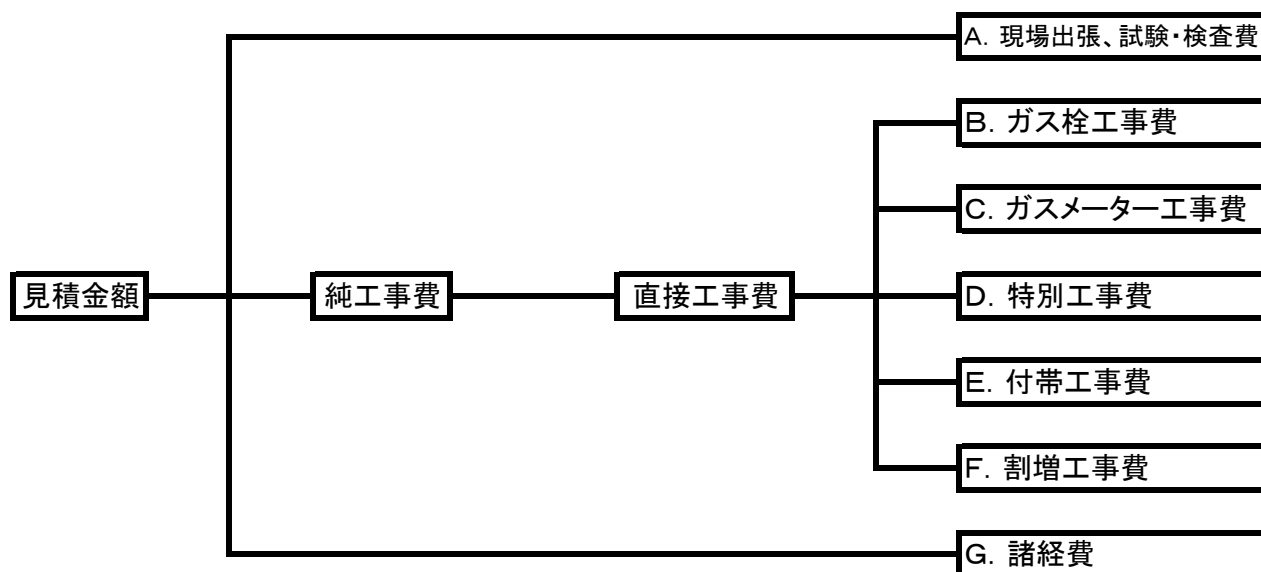 A. 現場出張、試験・検査費
B. ガス栓工事費
C. ガスメーター工事費
見積金額
純工事費
直接工事費
D. 特別工事費
E. 付帯工事費
F. 割増工事費
G. 諸経費